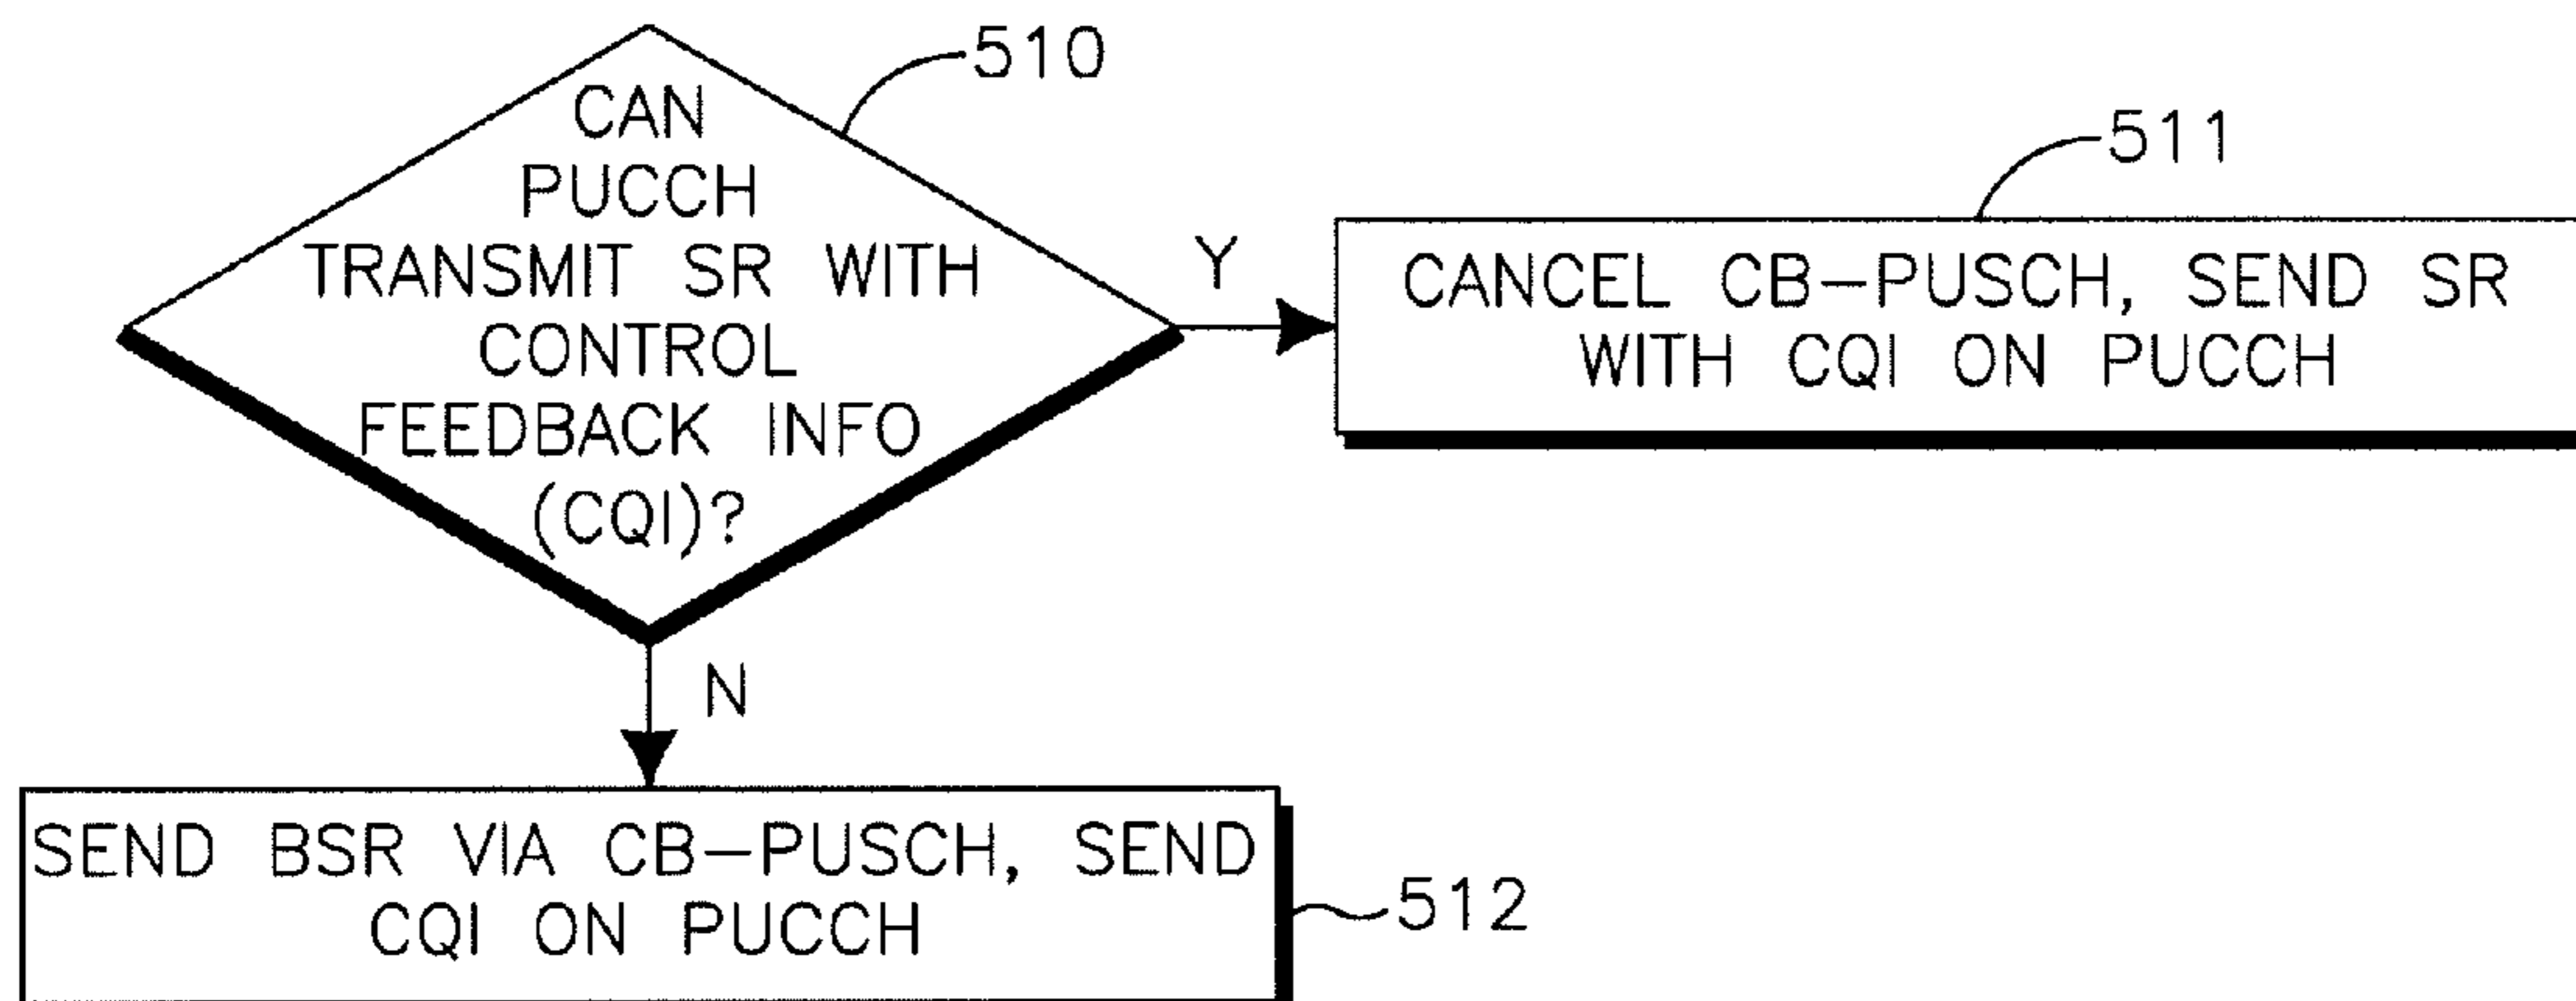 CAN
PUCCH
TRANSMIT SR WITH
CONTROL
FEEDBACK INFO
(CQI)?
510
Y
511
CANCEL CB-PUSCH, SEND SR
WITH CQI ON PUCCH
N
SEND BSR VIA CB-PUSCH, SEND
CQI ON PUCCH
512